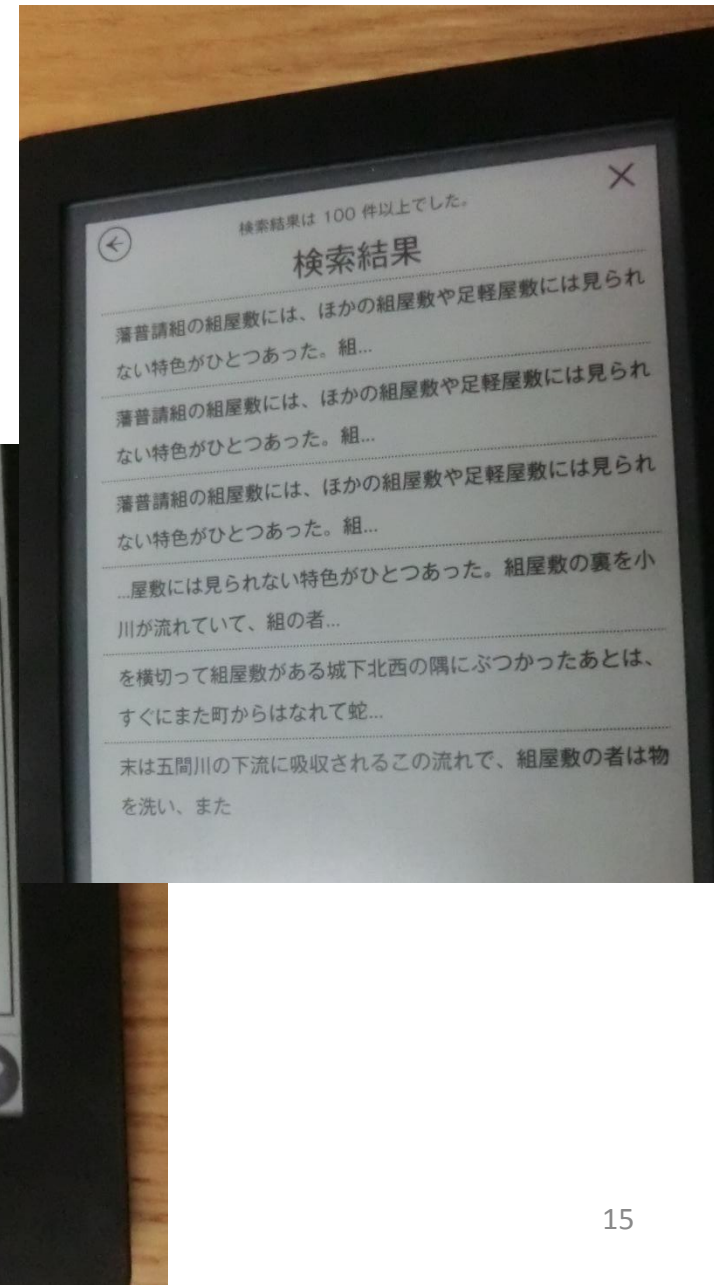 検索結果は 100 件以上でした。
検索結果
藩普請組の組屋敷には、ほかの組屋敷や足軽屋敷には見られ
ない特色がひとつあった。組...
藩普請組の組屋敷には、ほかの組屋敷や足軽屋敷には見られ
ない特色がひとつあった。組...
藩普請組の組屋敷には、ほかの組屋敷や足軽屋敷には見られ
ない特色がひとつあった。組...
...屋敷には見られない特色がひとつあった。組屋敷の裏を小
川が流れていて、組の者...
を横切って組屋敷がある城下北西の隅にぶつかったあとは、
すぐにまた町からはなれて蛇...
末は五間川の下流に吸収されるこの流れで、組屋敷の者は物
を洗い、また
15